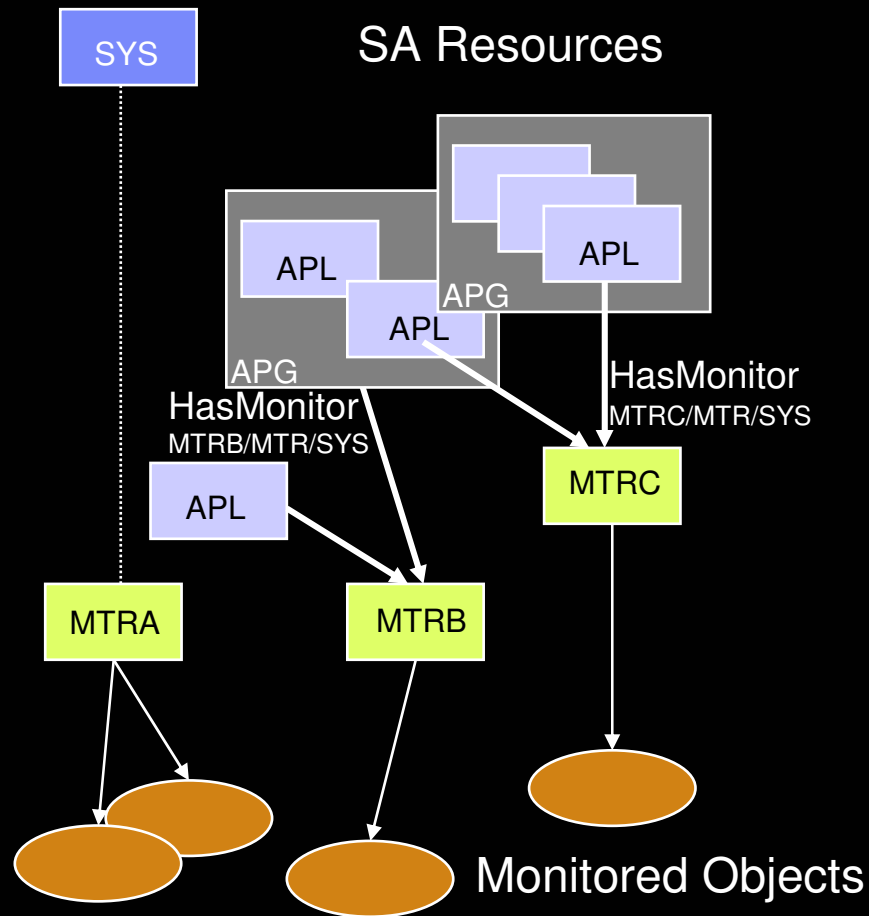 SYS
SA Resources
APL
APL
APG
APL
APG
HasMonitor
MTRC/MTR/SYS
HasMonitor
MTRB/MTR/SYS
APL
MTRC
MTRA
MTRB
Monitored Objects